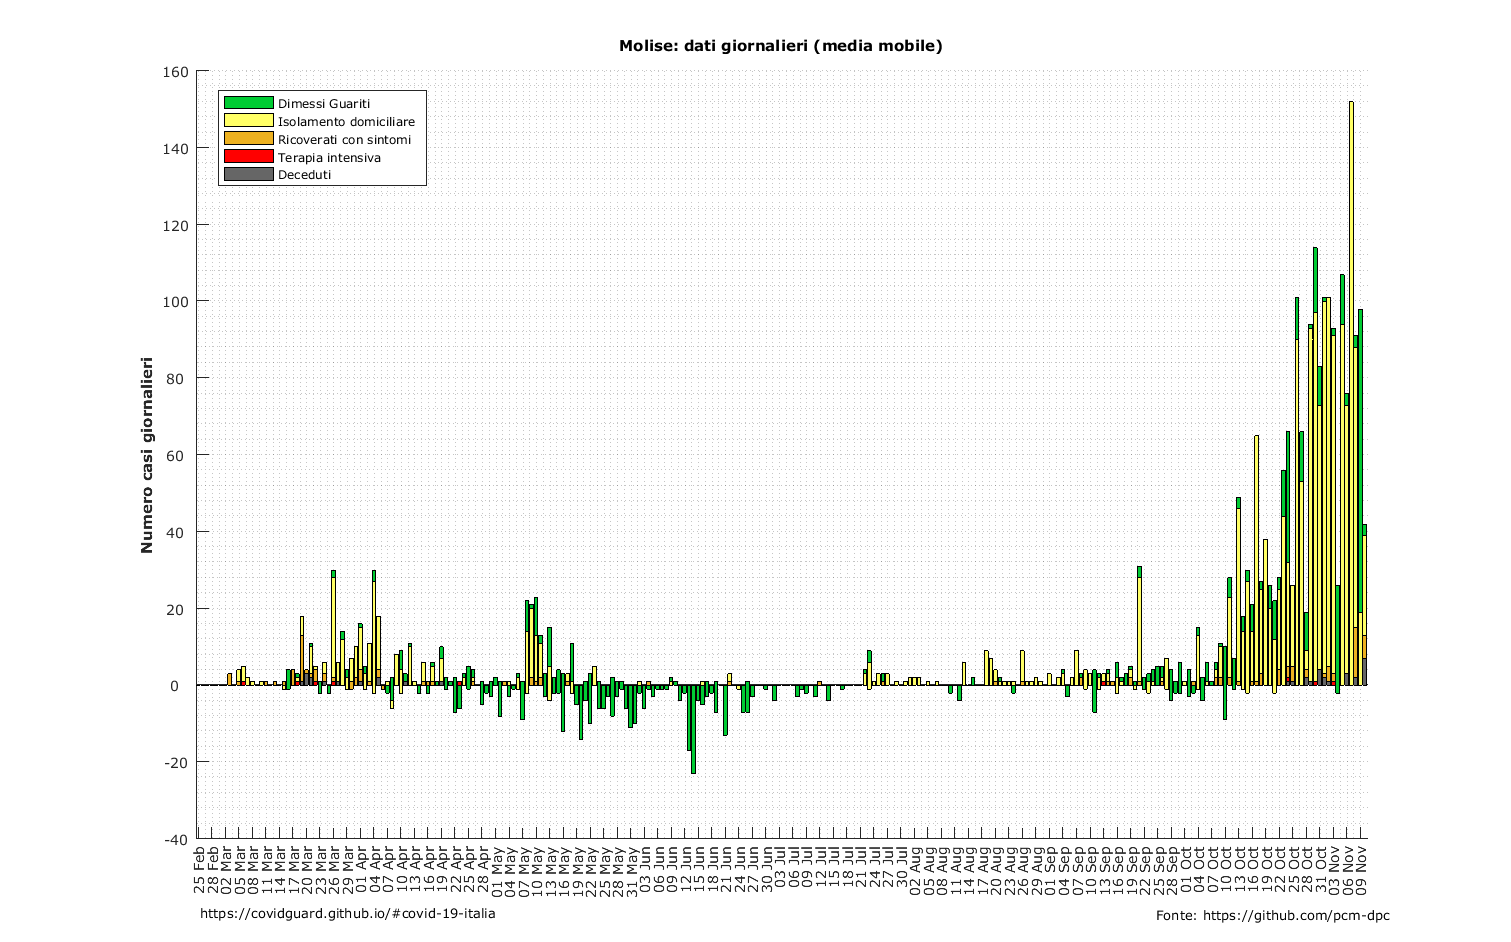 Molise: dati giornalieri (media mobile)
160
140
120
100
80
60
40
20
0
-20
-40
Numero casi giornalieri
Dimessi Guariti
Isolamento domiciliare
Ricoverati con sintomi
Terapia intensiva
Deceduti
25 Feb
28 Feb
02 Mar
05 Mar
08 Mar
11 Mar
14 Mar
17 Mar
20 Mar
23 Mar
26 Mar
29 Mar
01 Apr
04 Apr
07 Apr
10 Apr
13 Apr
16 Apr
19 Apr
22 Apr
25 Apr
28 Apr
01 May
04 May
07 May
10 May
13 May
16 May
19 May
22 May
25 May
28 May
31 May
03 Jun
06 Jun
09 Jun
12 Jun
15 Jun
18 Jun
21 Jun
24 Jun
27 Jun
30 Jun
03 Jul
06 Jul
09 Jul
12 Jul
15 Jul
18 Jul
21 Jul
24 Jul
27 Jul
30 Jul
02 Aug
05 Aug
08 Aug
11 Aug
14 Aug
17 Aug
20 Aug
23 Aug
26 Aug
29 Aug
01 Sep
04 Sep
07 Sep
10 Sep
13 Sep
16 Sep
19 Sep
22 Sep
25 Sep
28 Sep
01 Oct
04 Oct
07 Oct
10 Oct
13 Oct
16 Oct
19 Oct
22 Oct
25 Oct
28 Oct
31 Oct
03 Nov
06 Nov
09 Nov
https://covidguard.github.io/#covid-19-italia
Fonte: https://github.com/pcm-dpc